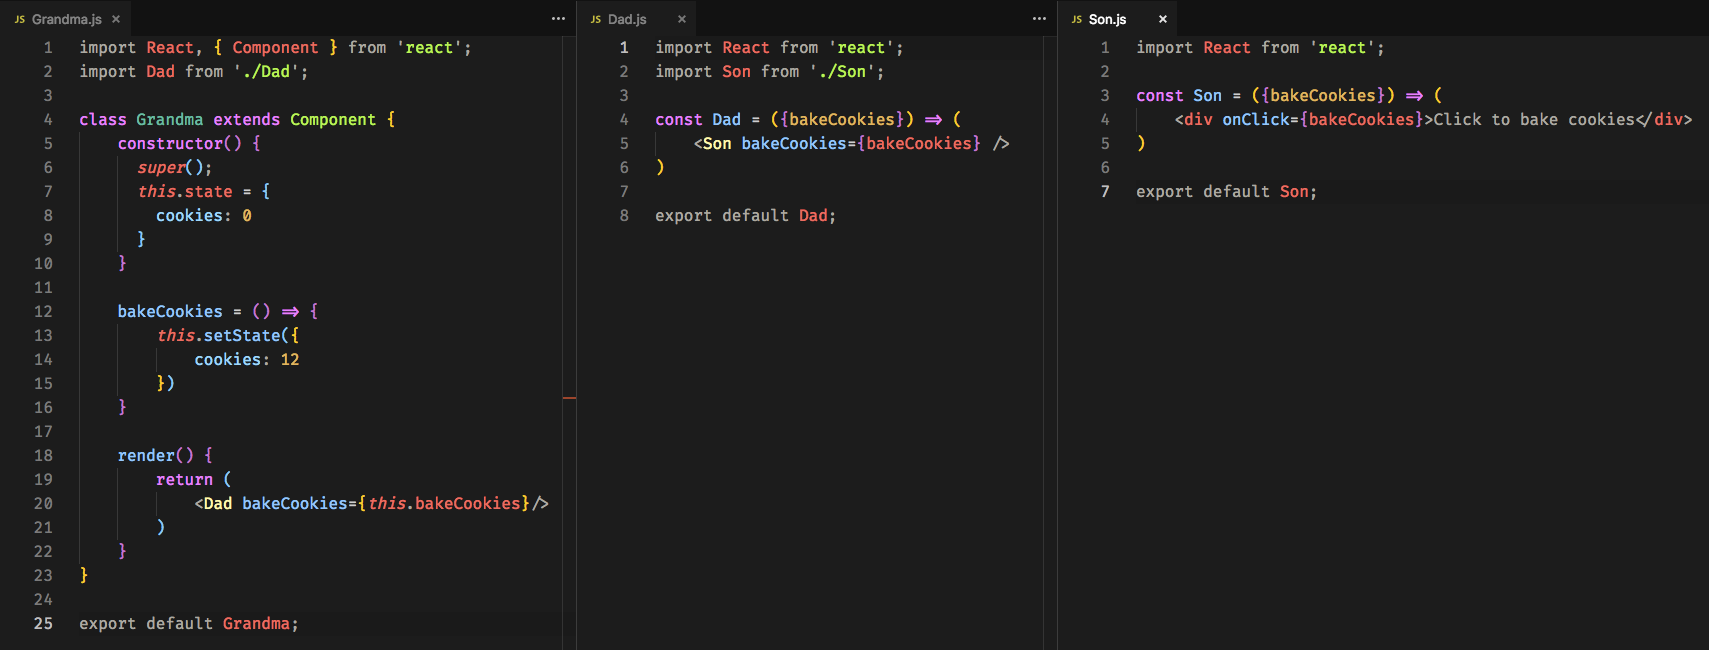 JS Grandma.js × ···
1 import React, { Component } from 'react';
2 import Dad from './Dad';
3
4 class Grandma extends Component {
5 constructor() {
6 super();
7 this.state = {
8 cookies: 0
9 }
10 }
11
12 bakeCookies = () => {
13 this.setState({
14 cookies: 12
15 })
16 }
17
18 render() {
19 return (
20 <Dad bakeCookies={this.bakeCookies}/>
21 )
22 }
23 }
24
25 export default Grandma;
JS Dad.js × ···
1 import React from 'react';
2 import Son from './Son';
3
4 const Dad = ({bakeCookies}) => (
5 <Son bakeCookies={bakeCookies} />
6 )
7
8 export default Dad;
JS Son.js ×
1 import React from 'react';
2
3 const Son = ({bakeCookies}) => (
4 <div onClick={bakeCookies}>Click to bake cookies</div>
5 )
6
7 export default Son;